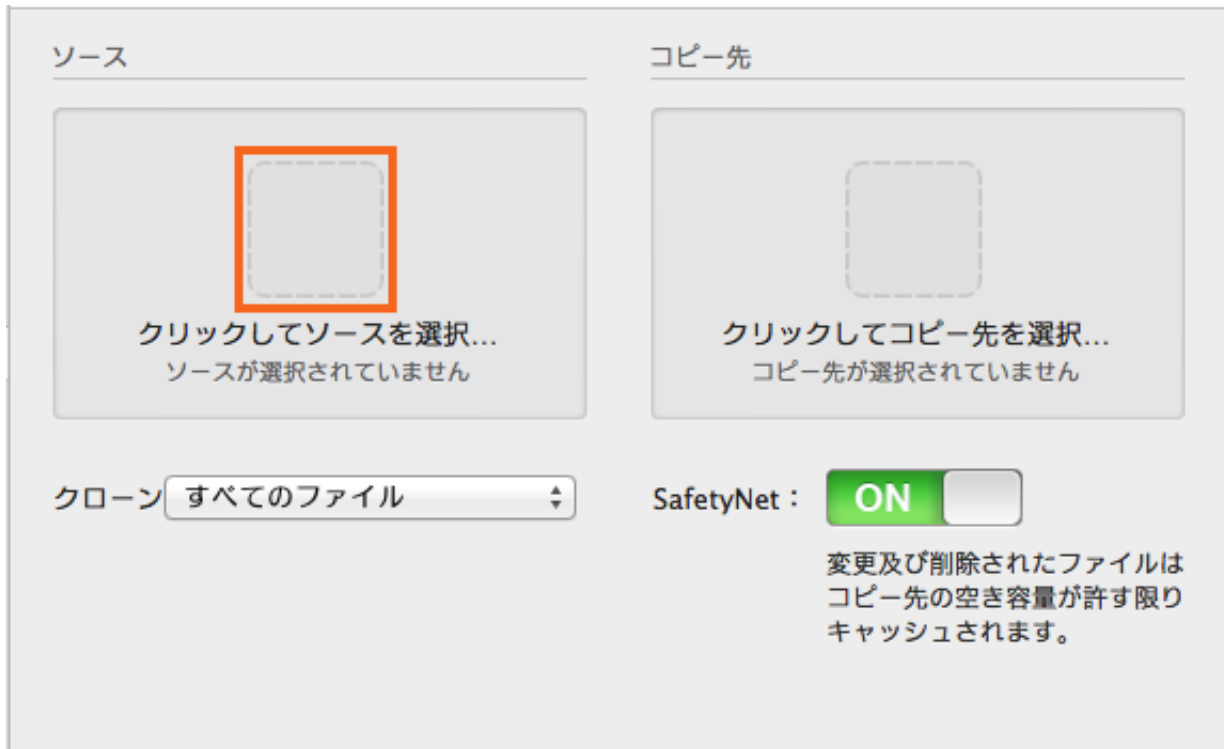 ソース
クリックしてソースを選択...
ソースが選択されていません
クローン すべてのファイル
コピー先
クリックしてコピー先を選択...
コピー先が選択されていません
SafetyNet： ON
変更及び削除されたファイルは
コピー先の空き容量が許す限り
キャッシュされます。